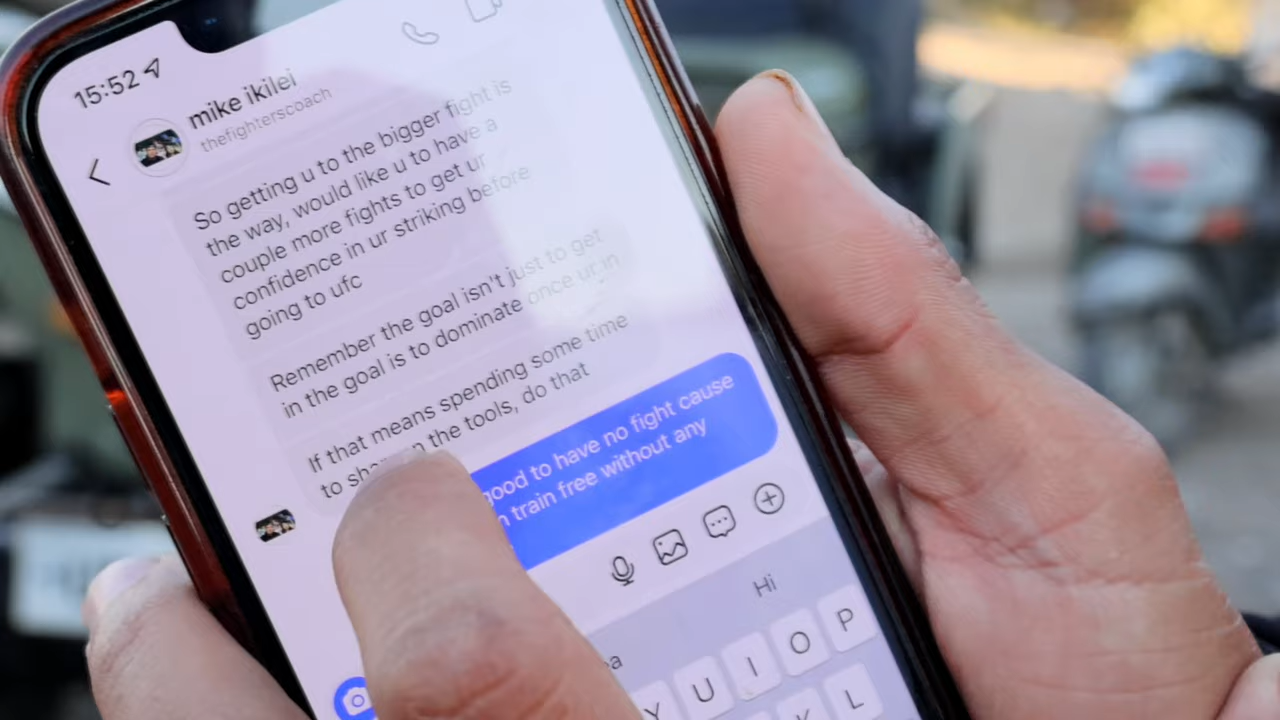 15:52
mike ikilei
thefighterscoach
So getting u to the bigger fight is
the way, would like u to have a
couple more fights to get ur
confidence in ur striking before
going to ufc
Remember the goal isn't just to get
in the goal is to dominate once ur in
If that means spending some time
to the tools, do that
good to have no fight cause
train free without any
Hi
Y U I O P
K L